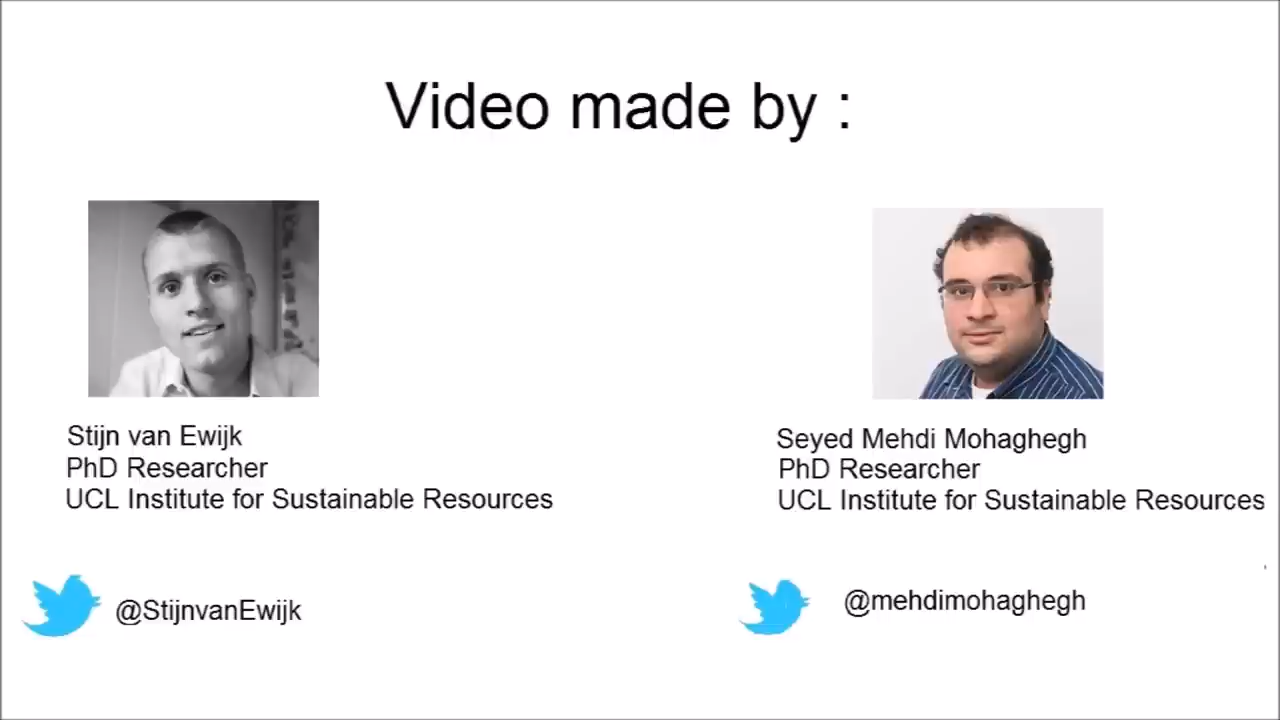 Video made by :
Stijn van Ewijk
PhD Researcher
UCL Institute for Sustainable Resources
@StijnvanEwijk
Seyed Mehdi Mohaghegh
PhD Researcher
UCL Institute for Sustainable Resources
@mehdimohaghegh